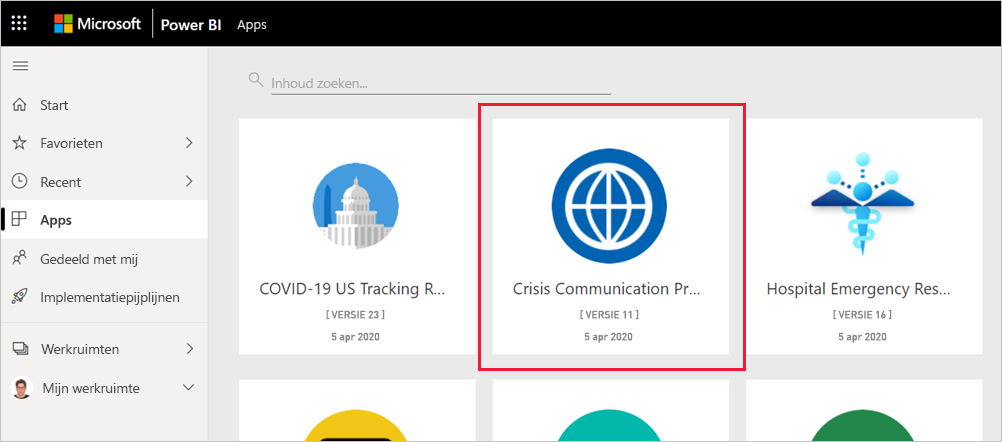 Microsoft Power BI Apps
Inhoud zoeken...
Start
Favorieten
Recent
Apps
Gedeeld met mij
Implementatiepijplijnen
Werkruimten
Mijn werkruimte
COVID-19 US Tracking R...
[ VERSIE 23 ]
5 apr 2020
Crisis Communication Pr...
[ VERSIE 11 ]
5 apr 2020
Hospital Emergency Res...
[ VERSIE 16 ]
5 apr 2020